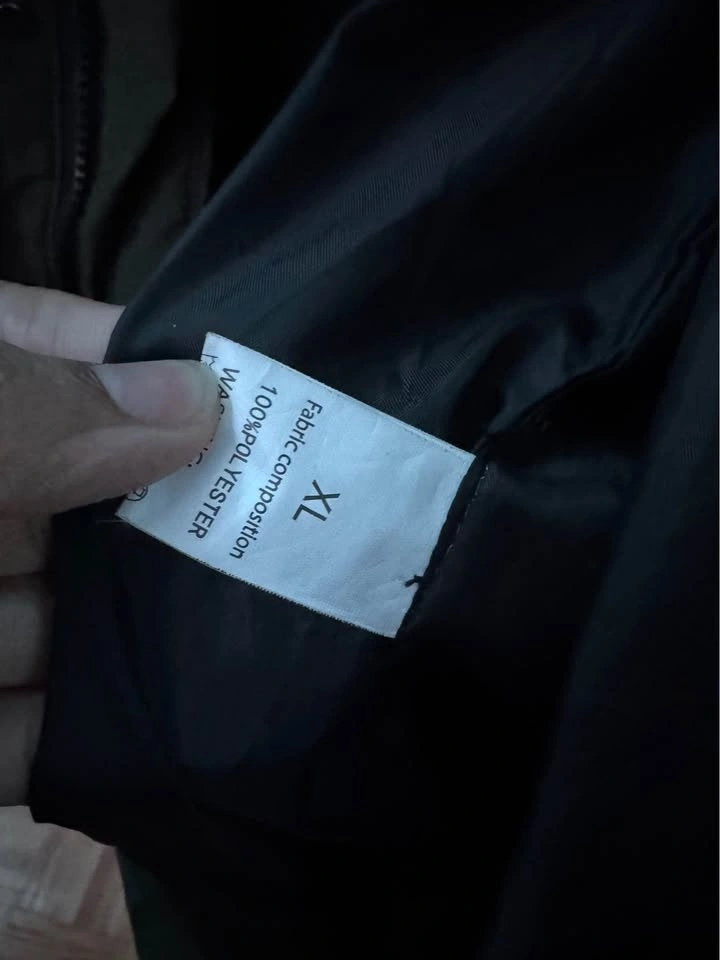 XL
Fabric composition
100%POLYESTER